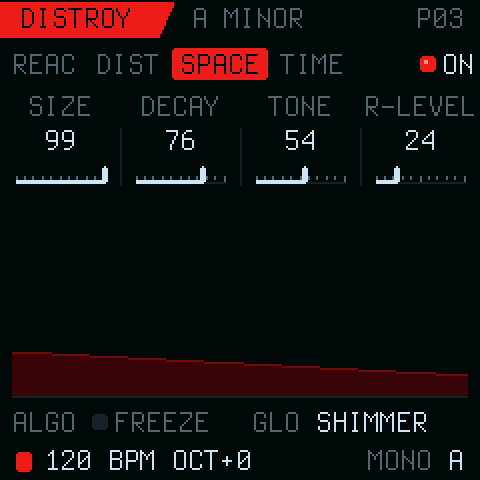 DISTROY A MINOR P03
REAC DIST SPACE TIME ON
SIZE DECAY TONE R-LEVEL
99 76 54 24
ALGO FREEZE GLO SHIMMER
120 BPM OCT+0 MONO A